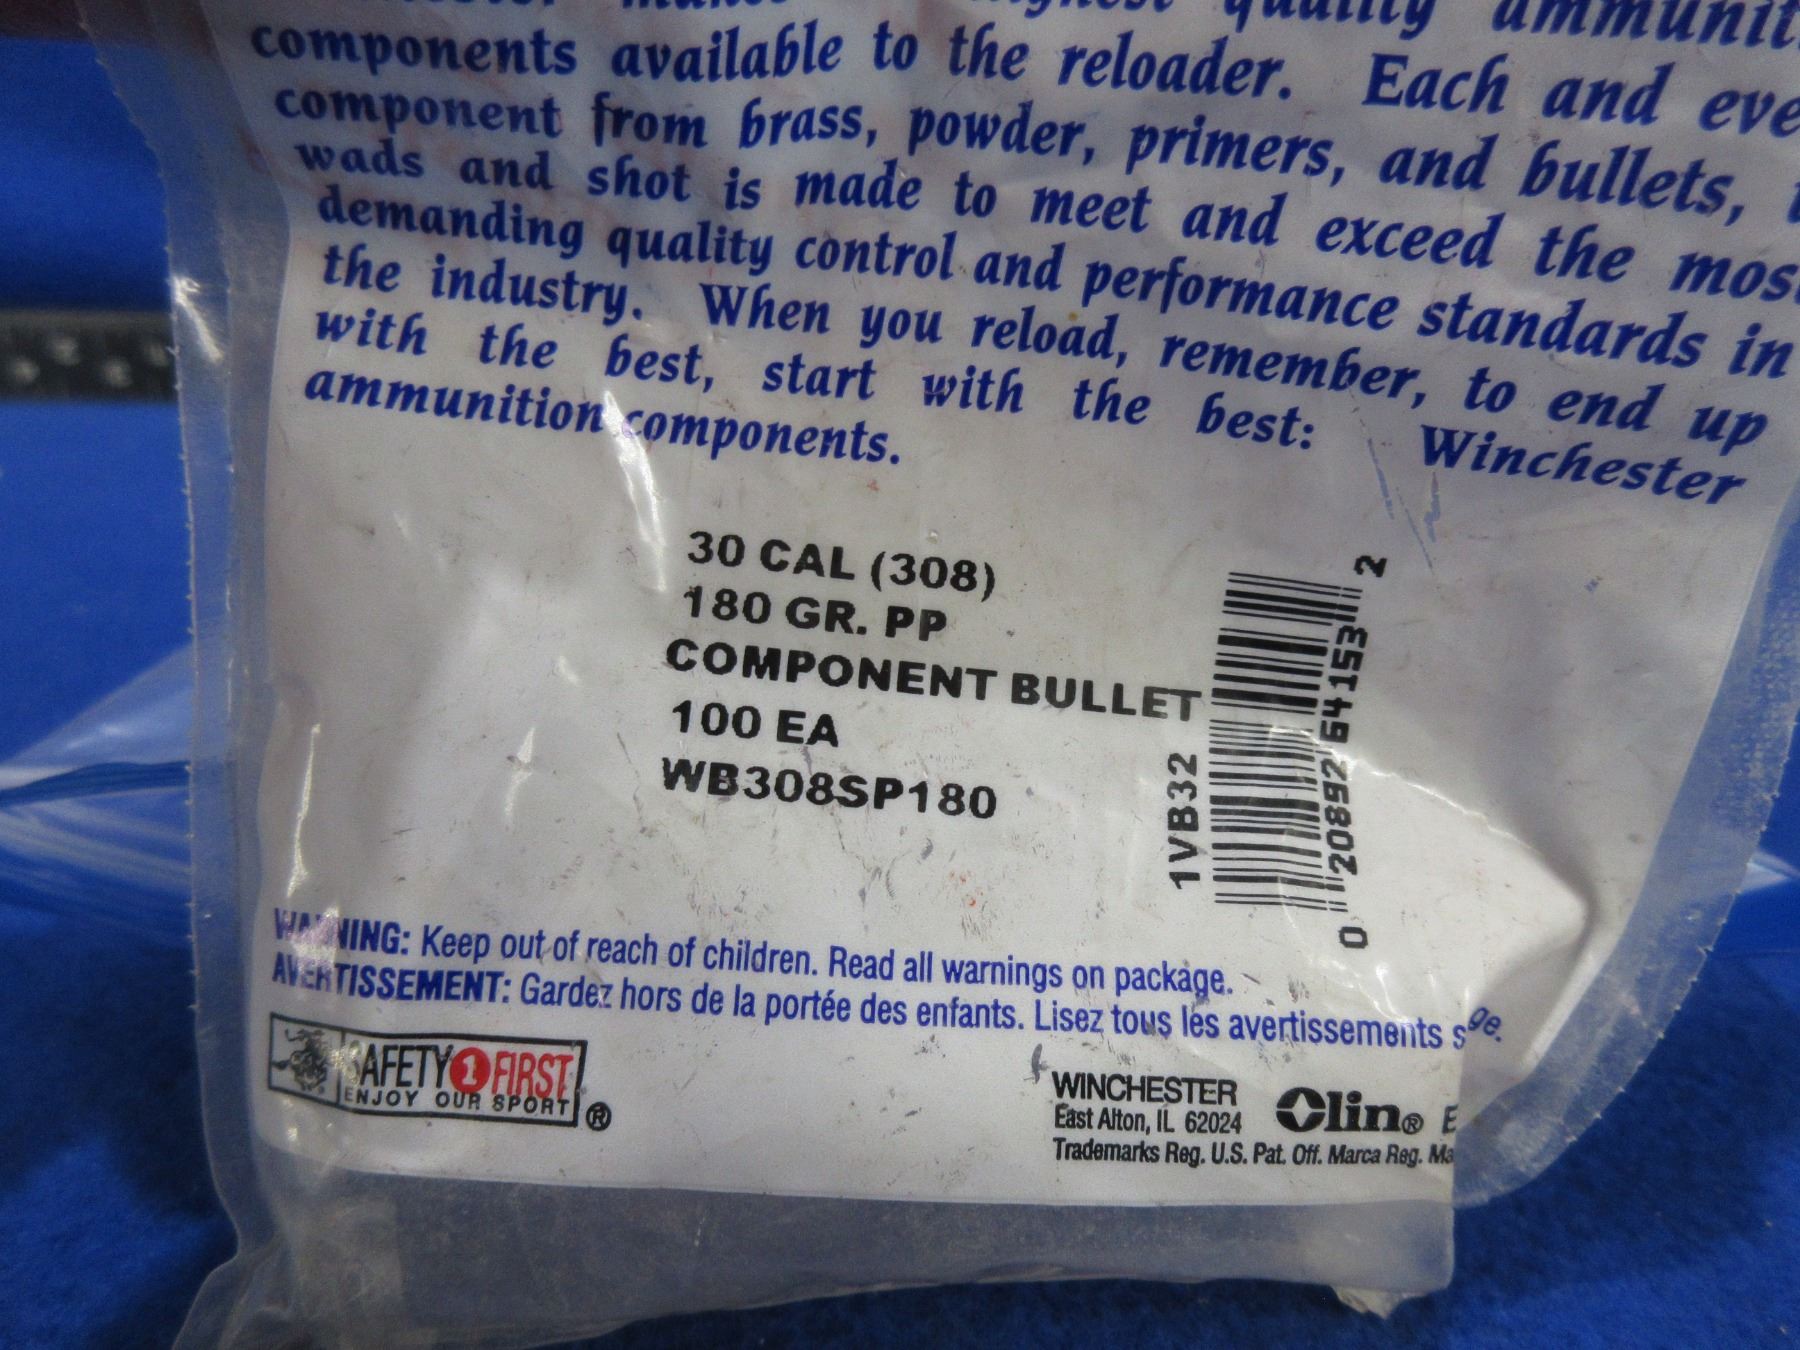 quality ammunit
components available to the reloader. Each and eve
component from brass, powder, primers, and bullets,
wads and shot is made to meet and exceed the mos
demanding quality control and performance standards in
the industry. When you reload, remember, to end up
with the best, start with the best: Winchester
ammunition components.
30 CAL (308)
180 GR. PP
COMPONENT BULLET
100 EA
WB308SP180
1VB32
0 20892 64153 2
WARNING: Keep out of reach of children. Read all warnings on package.
AVERTISSEMENT: Gardez hors de la portée des enfants. Lisez tous les avertissements s ge.
SAFETY 1 FIRST
ENJOY OUR SPORT ®
WINCHESTER
East Alton, IL 62024
Olin® E
Trademarks Reg. U.S. Pat. Off. Marca Reg. Ma